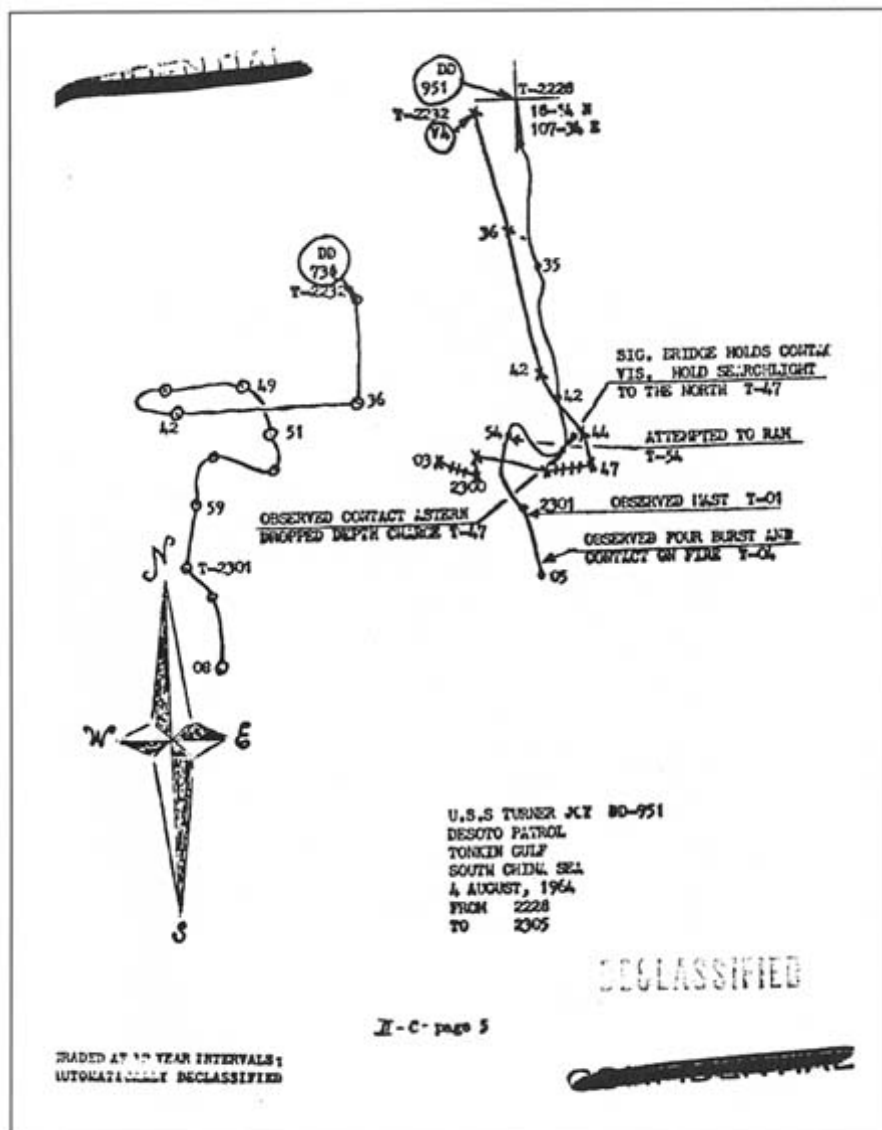 DD
951
T-2228
T-2232
V4
107-34 E
36
35
DD
T-2232
SIG. BRIDGE HOLDS
VIS. HOLD SEARCHLIGHT
TO THE NORTH T-47
42
42
49
36
42
51
54
44
ATTEMPTED TO RAM
T-54
03
2300
47
59
2301
OBSERVED MAST T-01
OBSERVED CONTACT ASTERN
DROPPED DEPTH CHARGE T-47
OBSERVED FOUR BURST AND
CONTACT ON FIRE T-04
05
T-2301
N
08
W
E
S
U.S.S TURNER JOY DD-951
DESOTO PATROL
TONKIN GULF
SOUTH CHINA SEA
4 AUGUST, 1964
FROM 2228
TO 2305
DECLASSIFIED
II-C-page 5
YEAR INTERVALS;
AUTOMATICALLY DECLASSIFIED